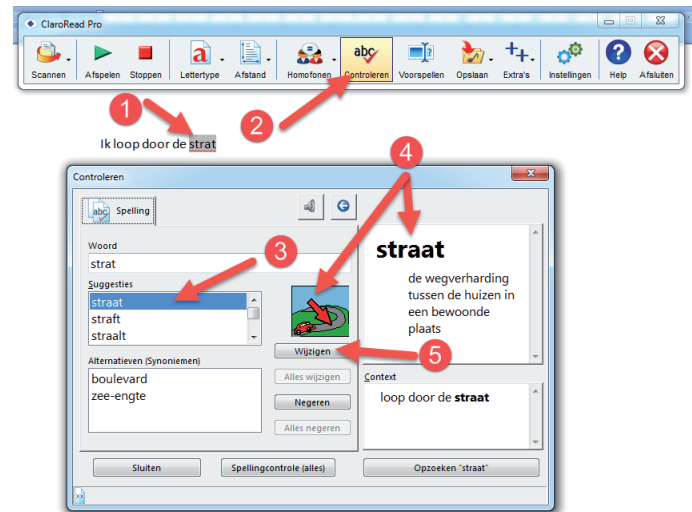 ClaroRead Pro
Scannen Afspelen Stoppen Lettertype Afstand Homofonen Controleren Voorspellen Opslaan Extra's Instellingen Help Afsluiten
1
2
Ik loop door de strat
4
Controleren
Spelling
Woord
strat
3
Suggesties
straat
straft
straalt
straat
de wegverharding
tussen de huizen in
een bewoonde
plaats
Wijzigen
5
Alternatieven (Synoniemen)
boulevard
zee-engte
Alles wijzigen
Negeren
Alles negeren
Context
loop door de straat
Sluiten
Spellingcontrole (alles)
Opzoeken "straat"